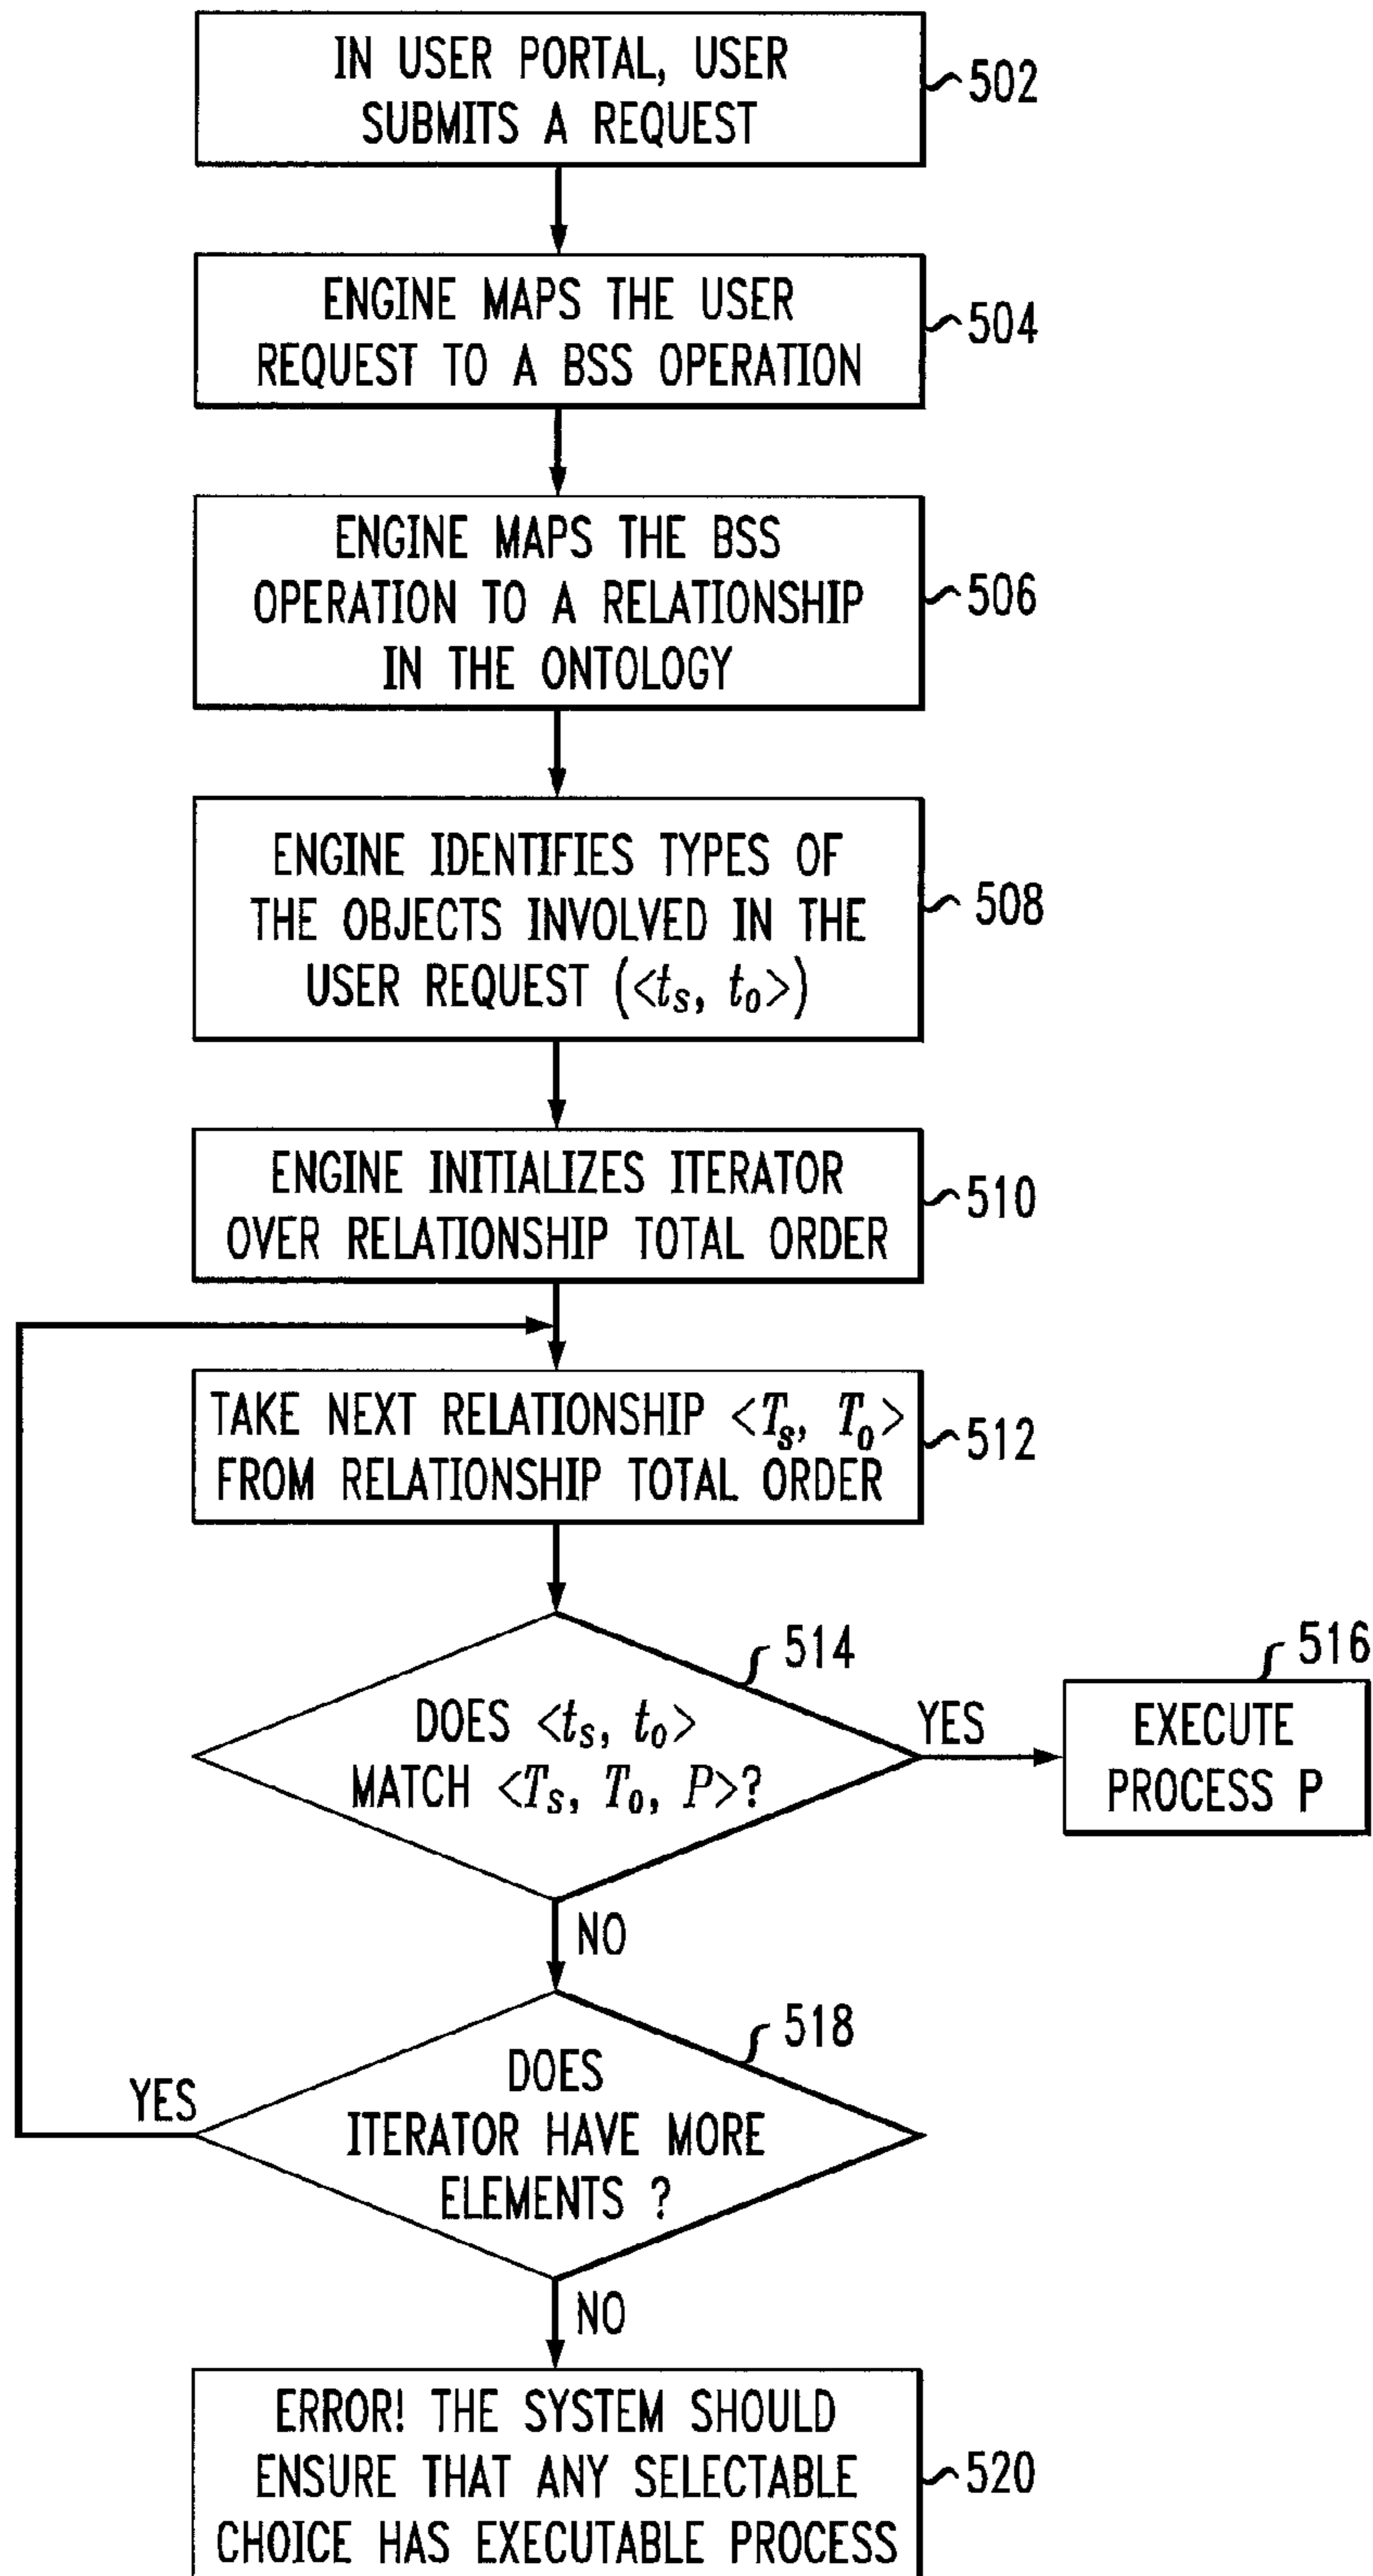 IN USER PORTAL, USER
SUBMITS A REQUEST
502
ENGINE MAPS THE USER
REQUEST TO A BSS OPERATION
504
ENGINE MAPS THE BSS
OPERATION TO A RELATIONSHIP
IN THE ONTOLOGY
506
ENGINE IDENTIFIES TYPES OF
THE OBJECTS INVOLVED IN THE
USER REQUEST (<ts, to>)
508
ENGINE INITIALIZES ITERATOR
OVER RELATIONSHIP TOTAL ORDER
510
TAKE NEXT RELATIONSHIP <Ts, To>
FROM RELATIONSHIP TOTAL ORDER
512
514
DOES <ts, to>
MATCH <Ts, To, P>?
YES
516
EXECUTE
PROCESS P
NO
518
DOES
ITERATOR HAVE MORE
ELEMENTS ?
YES
NO
ERROR! THE SYSTEM SHOULD
ENSURE THAT ANY SELECTABLE
CHOICE HAS EXECUTABLE PROCESS
520